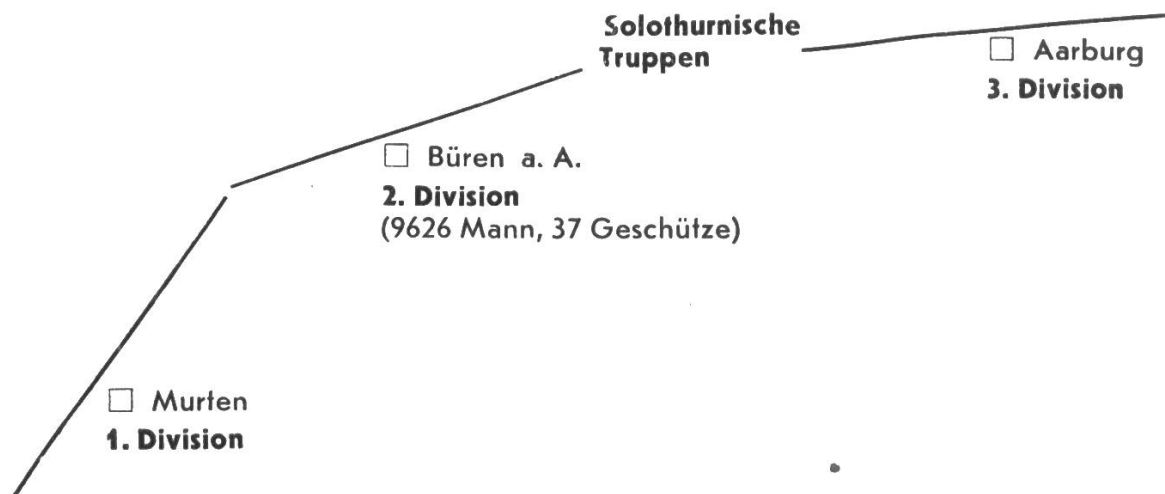 Solothurnische
Truppen
□ Aarburg
3. Division
□ Büren a. A.
2. Division
(9626 Mann, 37 Geschütze)
□ Murten
1. Division